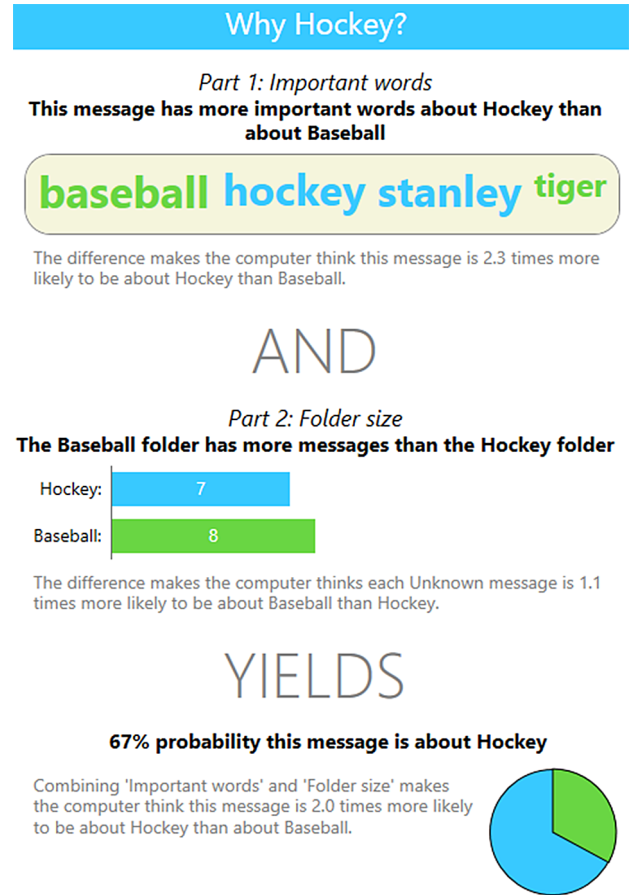 Why Hockey?
Part 1: Important words
This message has more important words about Hockey than
about Baseball
baseball hockey stanley tiger
The difference makes the computer think this message is 2.3 times more
likely to be about Hockey than Baseball.
AND
Part 2: Folder size
The Baseball folder has more messages than the Hockey folder
Hockey: 7
Baseball: 8
The difference makes the computer thinks each Unknown message is 1.1
times more likely to be about Baseball than Hockey.
YIELDS
67% probability this message is about Hockey
Combining 'Important words' and 'Folder size' makes
the computer think this message is 2.0 times more likely
to be about Hockey than about Baseball.